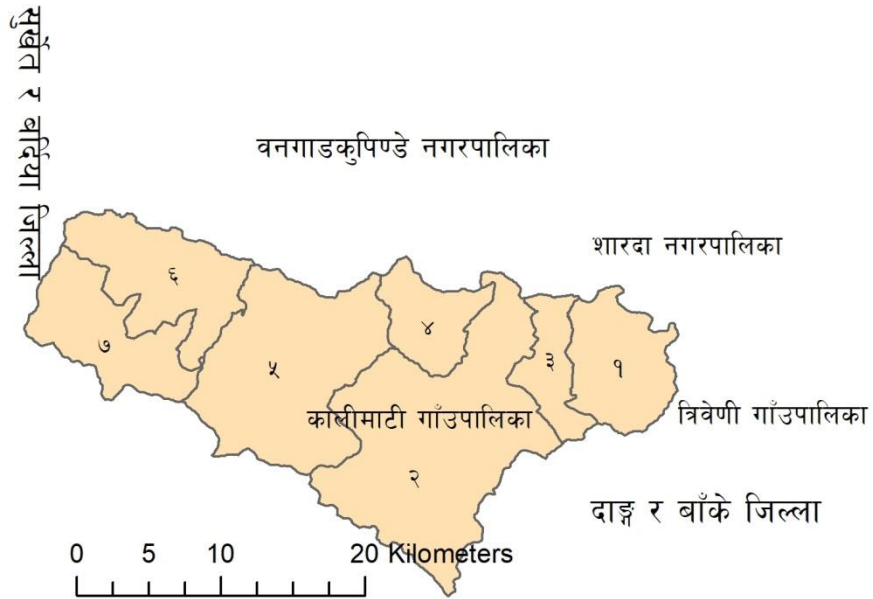 सुर्खेत र बर्दिया जिल्ला
वनगाडकुपिण्डे नगरपालिका
शारदा नगरपालिका
६
७
५
४
३
१
कालीमाटी गाँउपालिका
त्रिवेणी गाँउपालिका
२
दाङ्ग र बाँके जिल्ला
0 5 10 20 Kilometers